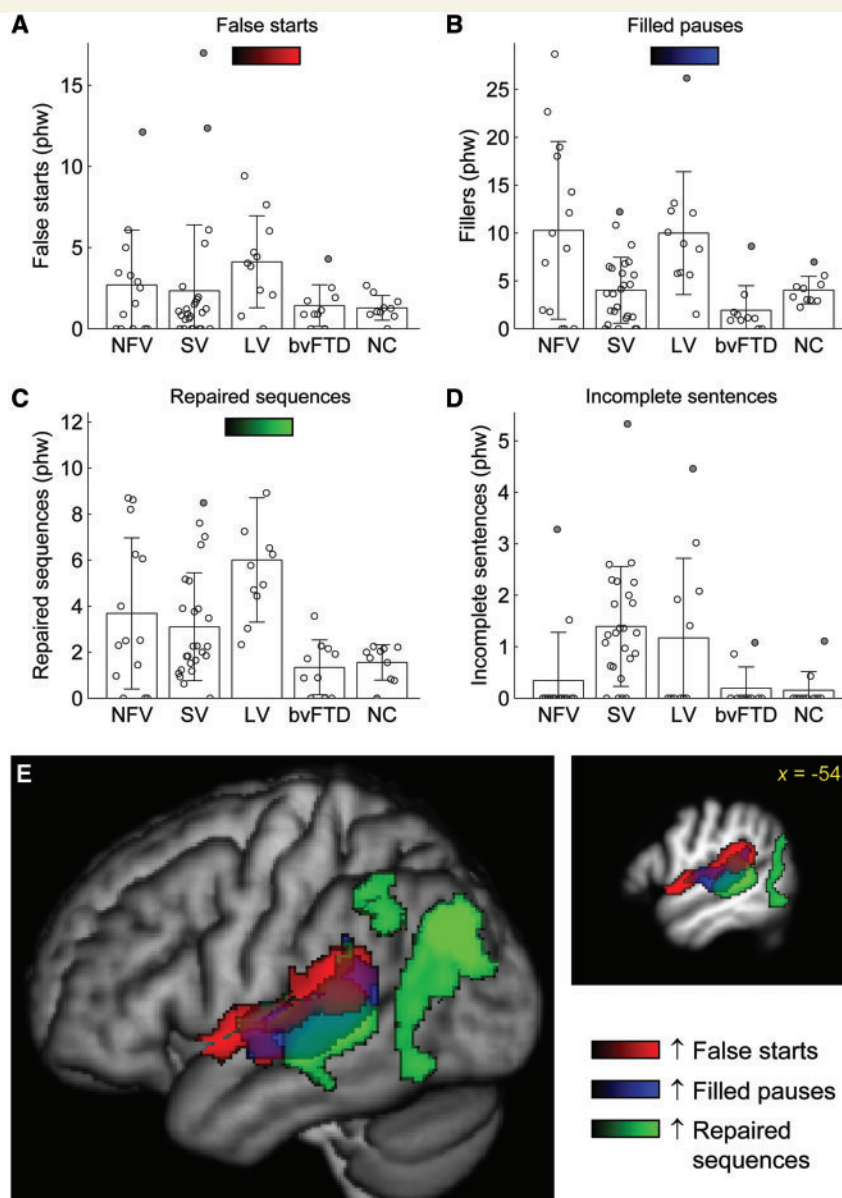 A
False starts
False starts (phw)
15
10
5
0
NFV SV LV bvFTD NC
B
Filled pauses
Fillers (phw)
25
20
15
10
5
0
NFV SV LV bvFTD NC
C
Repaired sequences
Repaired sequences (phw)
12
10
8
6
4
2
0
NFV SV LV bvFTD NC
D
Incomplete sentences
Incomplete sentences (phw)
5
4
3
2
1
0
NFV SV LV bvFTD NC
E
x = -54
↑ False starts
↑ Filled pauses
↑ Repaired
sequences